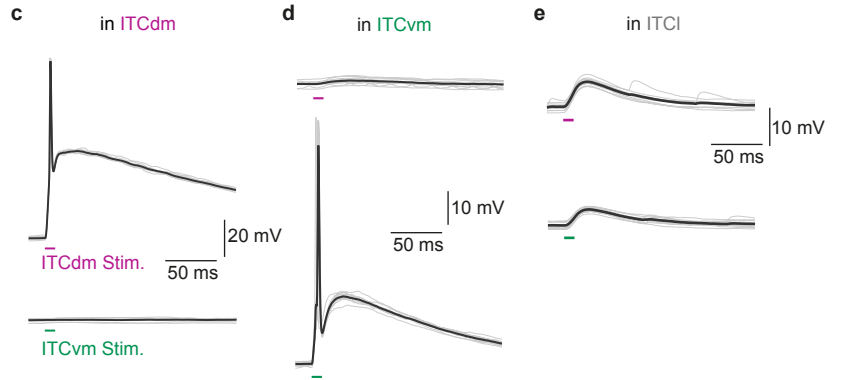 c
in ITCdm
20 mV
50 ms
ITCdm Stim.
ITCvm Stim.
d
in ITCvm
10 mV
50 ms
e
in ITCl
10 mV
50 ms